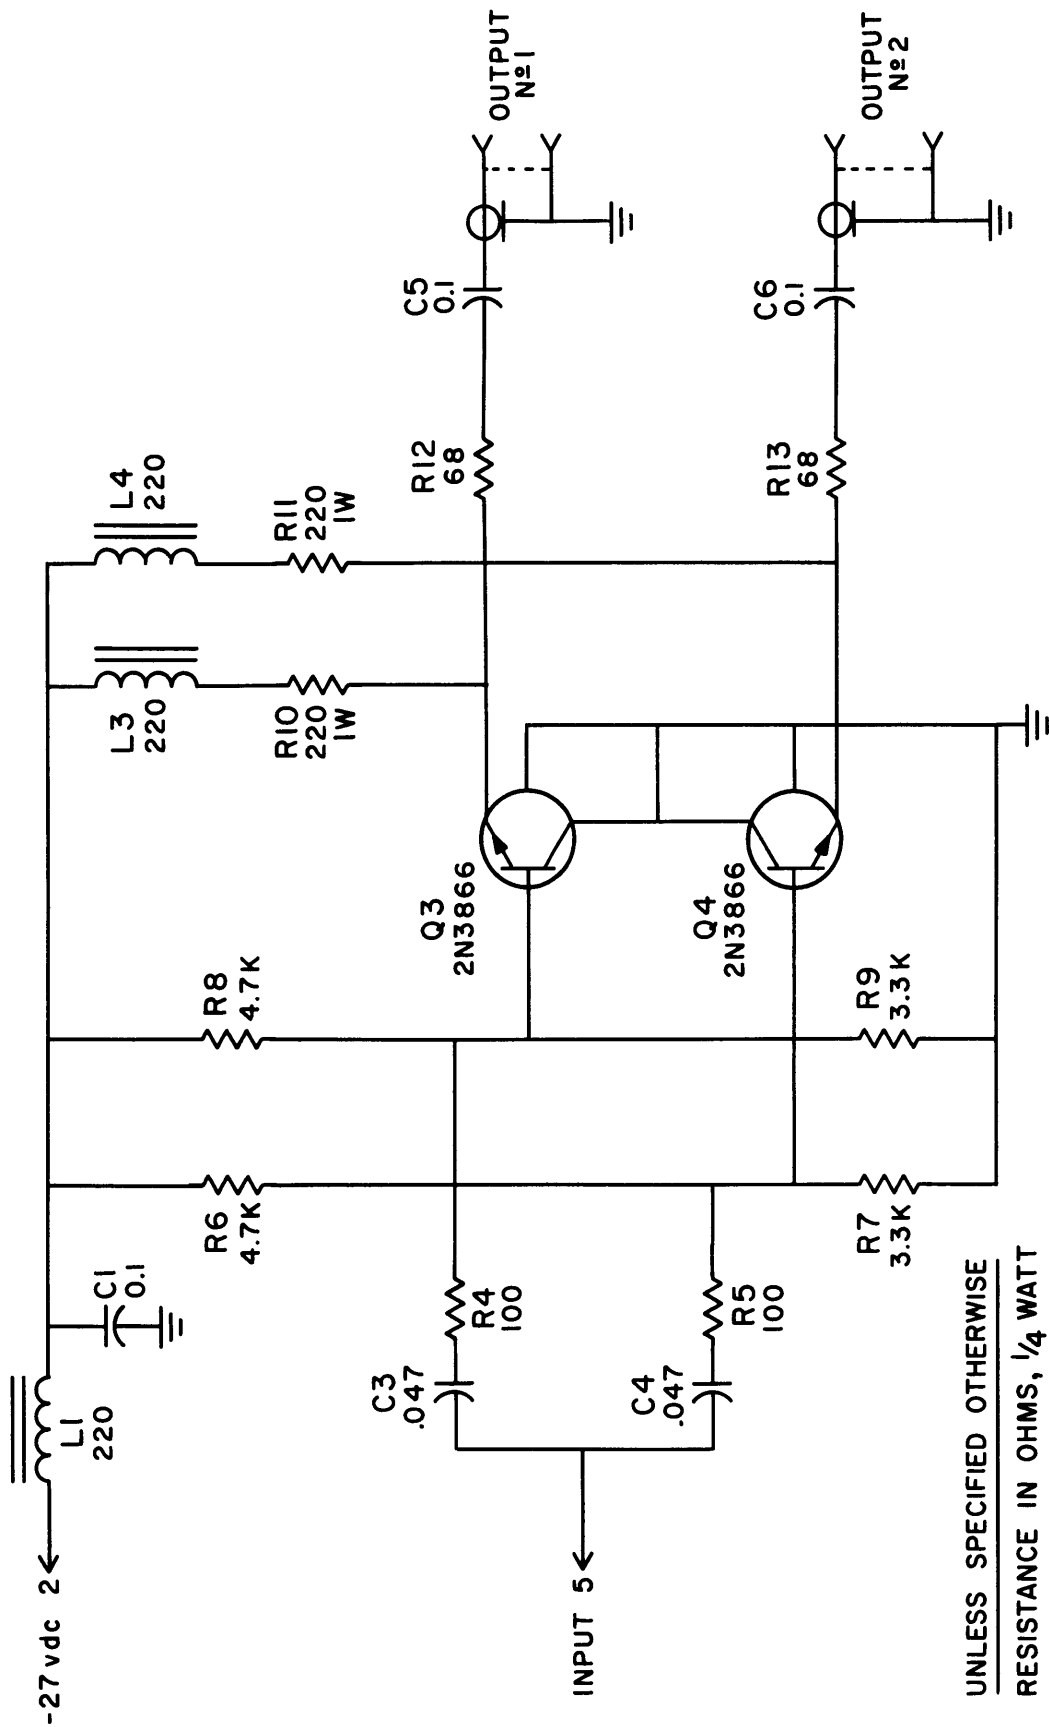 -27vdc 2
L1
220
C1
0.1
R6
4.7K
R8
4.7K
L3
220
L4
220
R10
220
1W
R11
220
1W
INPUT 5
C3
.047
R4
100
C4
.047
R5
100
Q3
2N3866
Q4
2N3866
R12
68
C5
0.1
OUTPUT
Nº1
R13
68
C6
0.1
OUTPUT
Nº2
R7
3.3K
R9
3.3K
UNLESS SPECIFIED OTHERWISE
RESISTANCE IN OHMS, 1/4 WATT